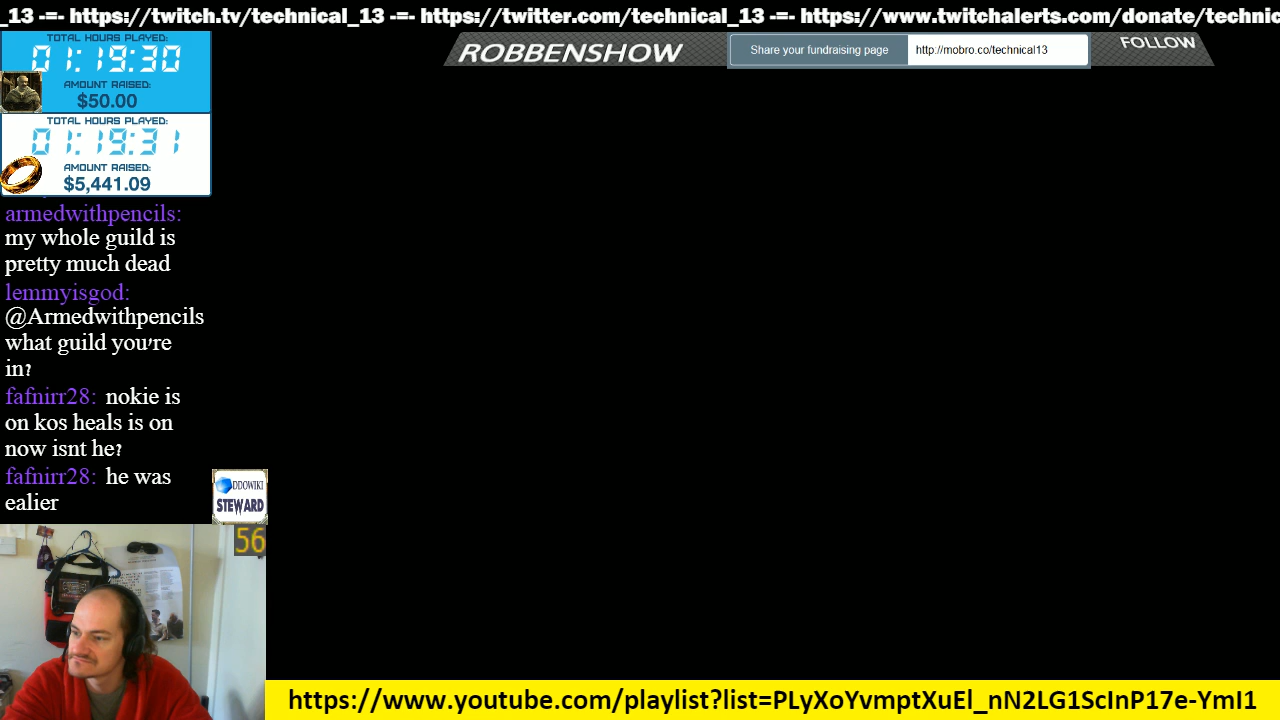 _13 -=- https://twitch.tv/technical_13 -=- https://twitter.com/technical_13 -=- https://www.twitchalerts.com/donate/technic
TOTAL HOURS PLAYED:
01:19:30
AMOUNT RAISED:
$50.00
TOTAL HOURS PLAYED:
01:19:31
AMOUNT RAISED:
$5,441.09
ROBBENSHOW
Share your fundraising page
http://mobro.co/technical13
FOLLOW
armedwithpencils:
my whole guild is
pretty much dead
lemmyisgod:
@Armedwithpencils
what guild you're
in?
fafnirr28: nokie is
on kos heals is on
now isnt he?
fafnirr28: he was
ealier
DDOWIKI
STEWARD
56
https://www.youtube.com/playlist?list=PLyXoYvmptXuEl_nN2LG1ScInP17e-YmI1